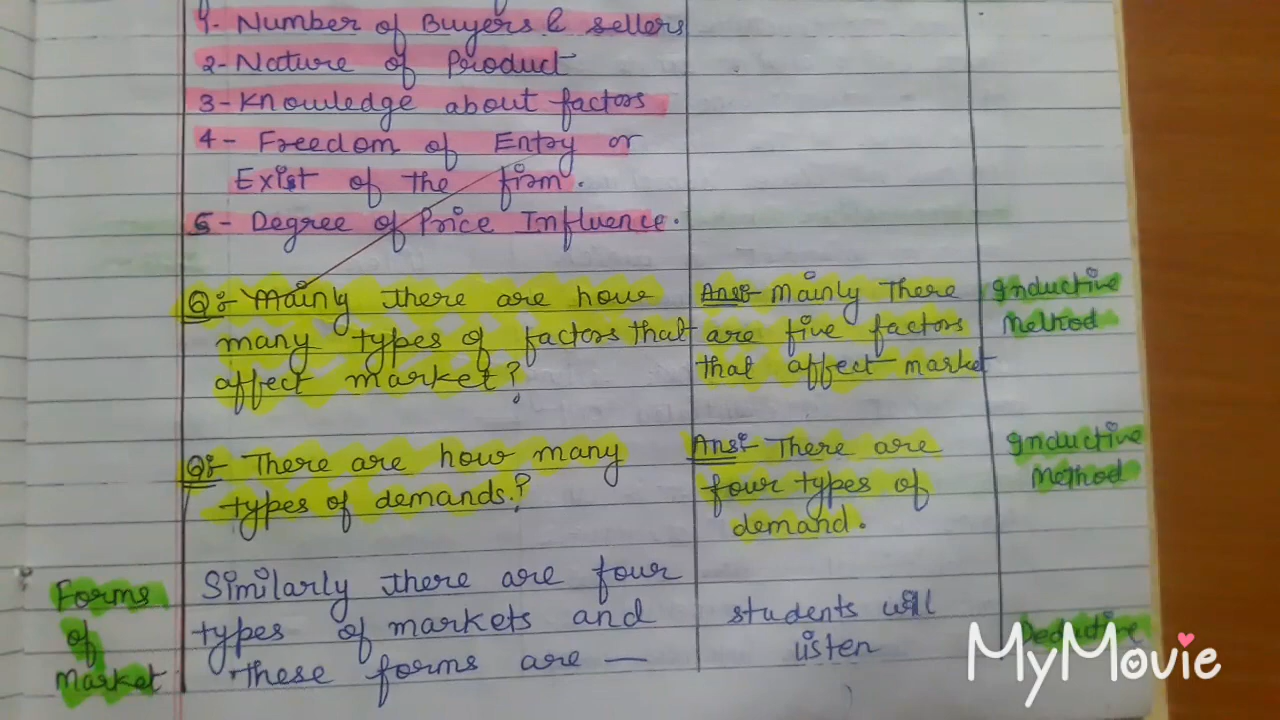 1- Number of Buyers & sellers
2- Nature of Product
3- Knowledge about factors
4- Freedom of Entry or
Exist of the firm.
5- Degree of Price Influence.
Q:- Mainly there are how
many types of factors that
affect market?
Ans:- Mainly There
are five factors
that affect market
Inductive
Method
Q:- There are how many
types of demands.?
Ans:- There are
four types of
demand.
Inductive
Method
Forms
of
Market
Similarly there are four
types of markets and
these forms are —
students will
listen
Deductive
MyMovie